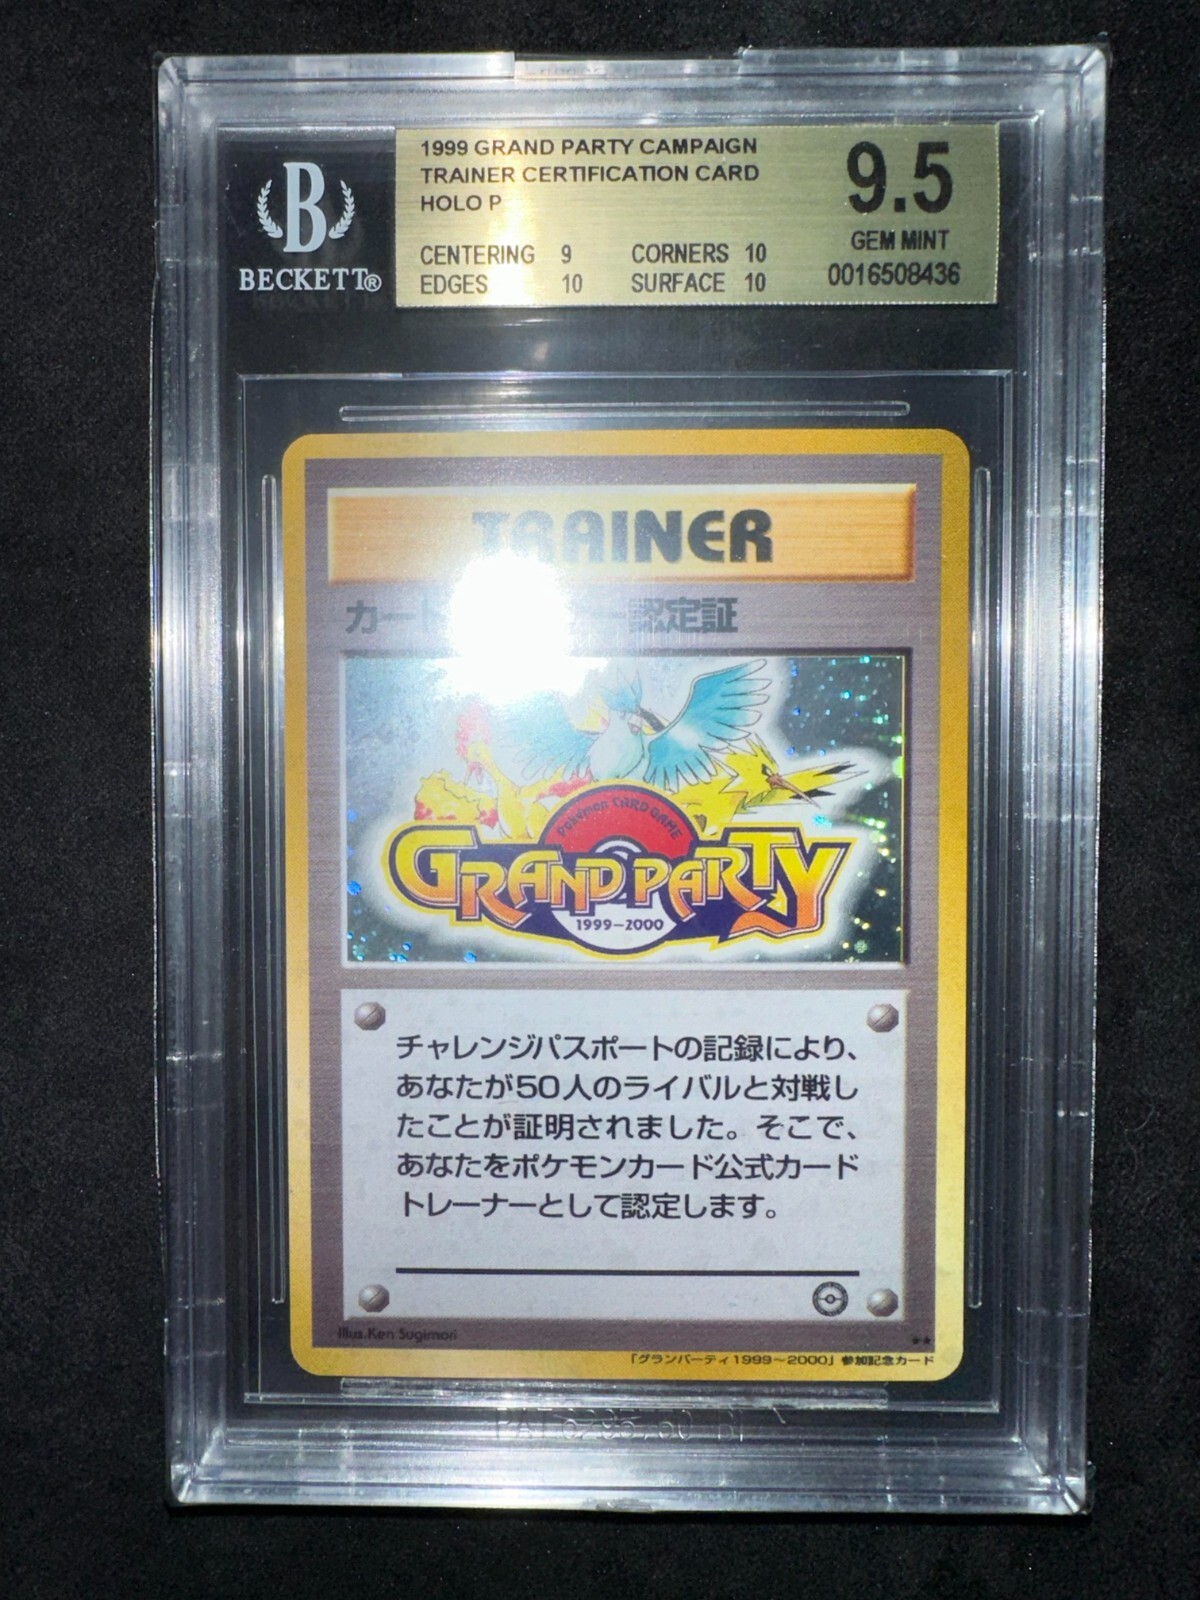 1999 GRAND PARTY CAMPAIGN
TRAINER CERTIFICATION CARD
HOLO P
9.5
GEM MINT
0016508436
CENTERING 9 CORNERS 10
EDGES 10 SURFACE 10
B
BECKETT®
TRAINER
カード ー認定証
Pokémon CARD GAME
GRAND PARTY
1999–2000
チャレンジパスポートの記録により、
あなたが50人のライバルと対戦し
たことが証明されました。そこで、
あなたをポケモンカード公式カード
トレーナーとして認定します。
Illus. Ken Sugimori
★★
「グランパーティ1999〜2000」参加記念カード